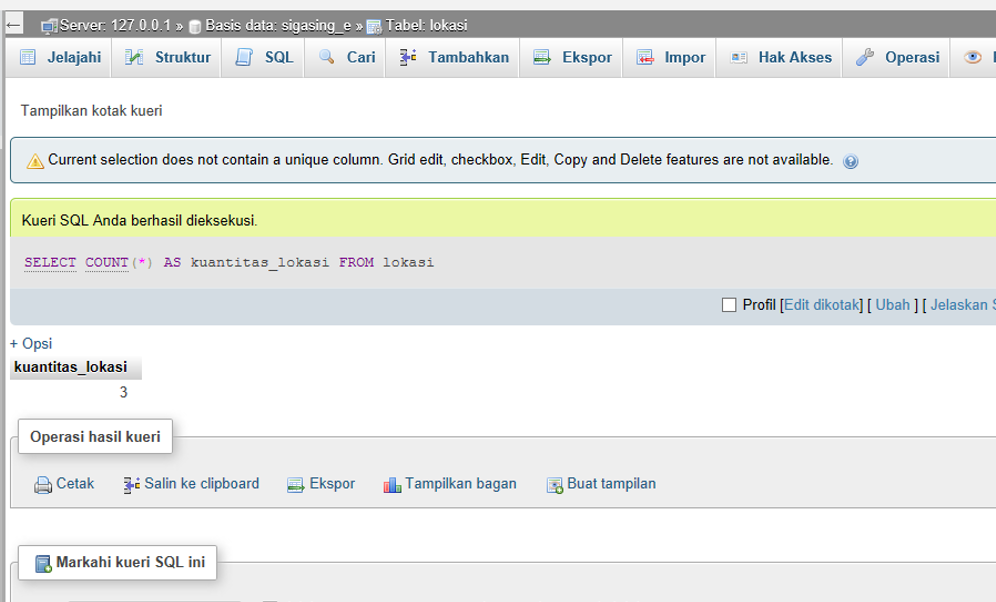 Server: 127.0.0.1 » Basis data: sigasing_e » Tabel: lokasi
Jelajahi Struktur SQL Cari Tambahkan Ekspor Impor Hak Akses Operasi
Tampilkan kotak kueri
Current selection does not contain a unique column. Grid edit, checkbox, Edit, Copy and Delete features are not available.
Kueri SQL Anda berhasil dieksekusi.
SELECT COUNT(*) AS kuantitas_lokasi FROM lokasi
Profil [Edit dikotak] [ Ubah ] [ Jelaskan S
+ Opsi
kuantitas_lokasi
3
Operasi hasil kueri
Cetak Salin ke clipboard Ekspor Tampilkan bagan Buat tampilan
Markahi kueri SQL ini